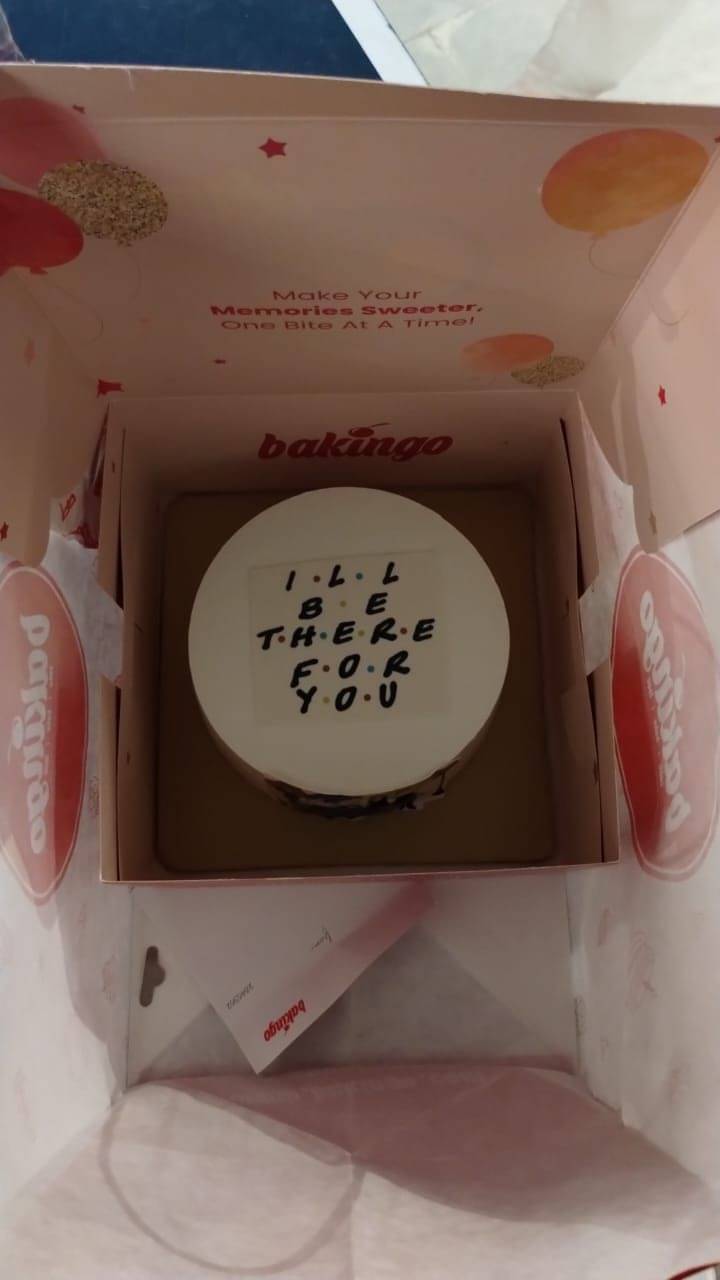 Make Your
Memories Sweeter,
One Bite At A Time!
bakingo
I•L•L
B•E
T•H•E•R•E
F•O•R
Y•O•U
bakingo
bakingo
bakingo